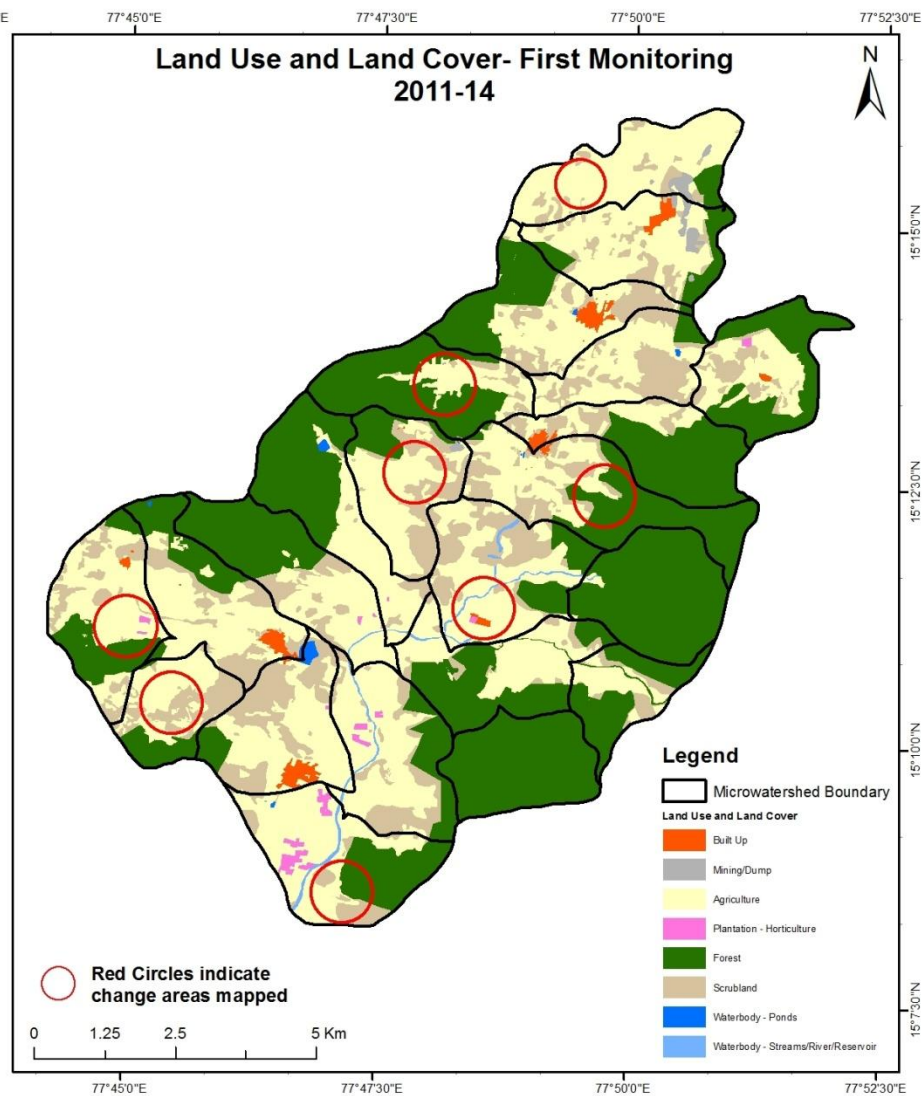 0"E
77°45'0"E
77°47'30"E
77°50'0"E
77°52'30"E
Land Use and Land Cover- First Monitoring
2011-14
N
15°15'0"N
15°12'30"N
15°10'0"N
15°7'30"N
Legend
Microwatershed Boundary
Land Use and Land Cover
Built Up
Mining/Dump
Agriculture
Plantation - Horticulture
Forest
Scrubland
Waterbody - Ponds
Waterbody - Streams/River/Reservoir
Red Circles indicate
change areas mapped
0 1.25 2.5 5 Km
77°45'0"E
77°47'30"E
77°50'0"E
77°52'30"E